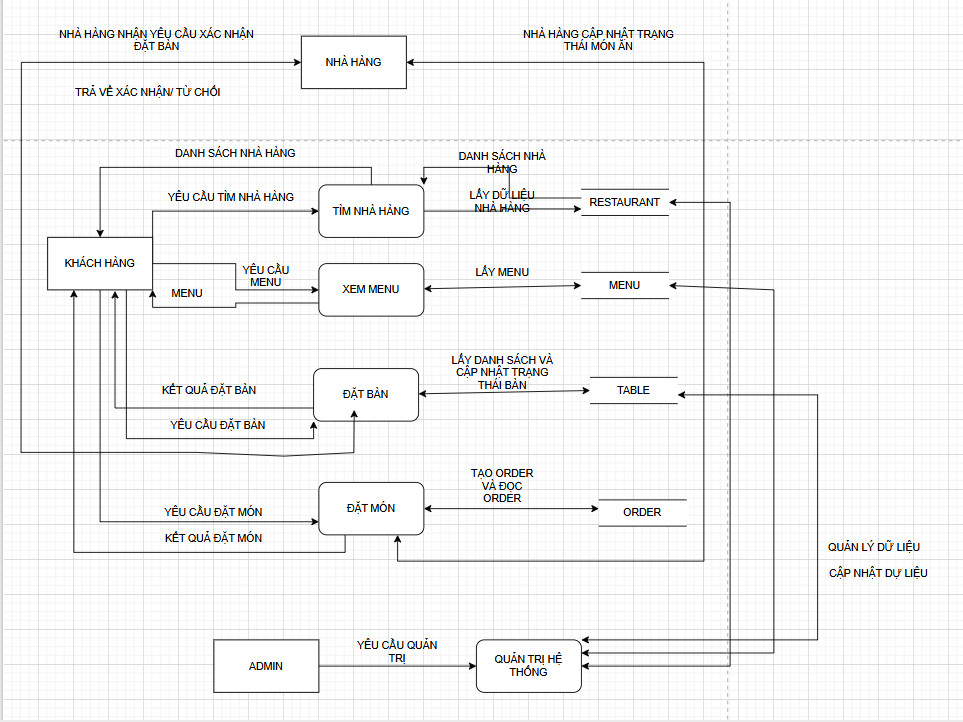 NHÀ HÀNG NHẬN YÊU CẦU XÁC NHẬN
ĐẶT BÀN
NHÀ HÀNG CẬP NHẬT TRẠNG
THÁI MÓN ĂN
NHÀ HÀNG
TRẢ VỀ XÁC NHẬN/ TỪ CHỐI
DANH SÁCH NHÀ HÀNG
DANH SÁCH NHÀ
HÀNG
YÊU CẦU TÌM NHÀ HÀNG
TÌM NHÀ HÀNG
LẤY DỮ LIỆU
NHÀ HÀNG
RESTAURANT
KHÁCH HÀNG
YÊU CẦU
MENU
XEM MENU
LẤY MENU
MENU
MENU
LẤY DANH SÁCH VÀ
CẬP NHẬT TRẠNG
THÁI BÀN
KẾT QUẢ ĐẶT BÀN
ĐẶT BÀN
TABLE
YÊU CẦU ĐẶT BÀN
TẠO ORDER
VÀ ĐỌC
ORDER
YÊU CẦU ĐẶT MÓN
ĐẶT MÓN
ORDER
KẾT QUẢ ĐẶT MÓN
QUẢN LÝ DỮ LIỆU
CẬP NHẬT DỰ LIỆU
YÊU CẦU QUẢN
TRỊ
ADMIN
QUẢN TRỊ HỆ
THỐNG